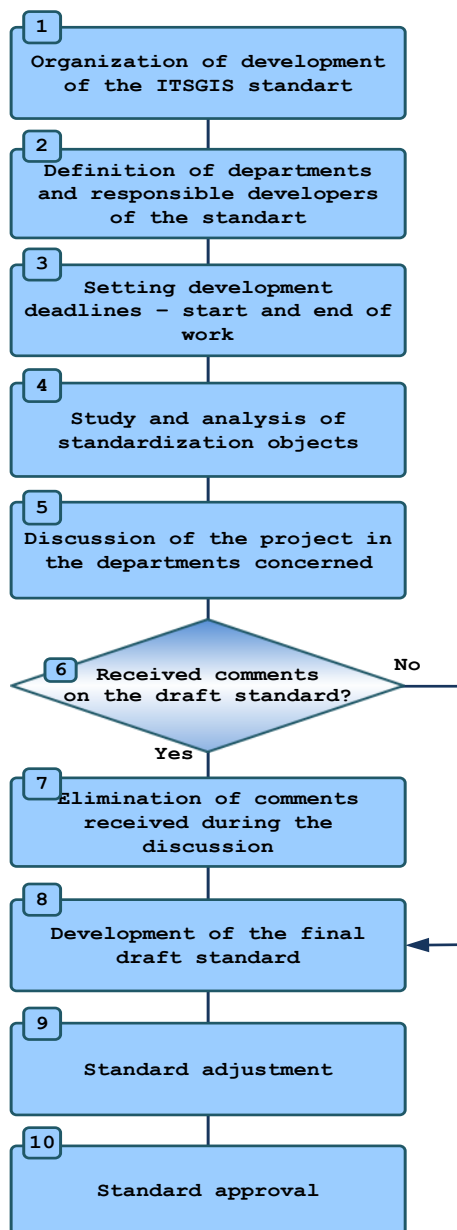 1
Organization of development
of the ITSGIS standart
2
Definition of departments
and responsible developers
of the standart
3
Setting development
deadlines – start and end of
work
4
Study and analysis of
standardization objects
5
Discussion of the project in
the departments concerned
6
Received comments
on the draft standard?
No
Yes
7
Elimination of comments
received during the
discussion
8
Development of the final
draft standard
9
Standard adjustment
10
Standard approval